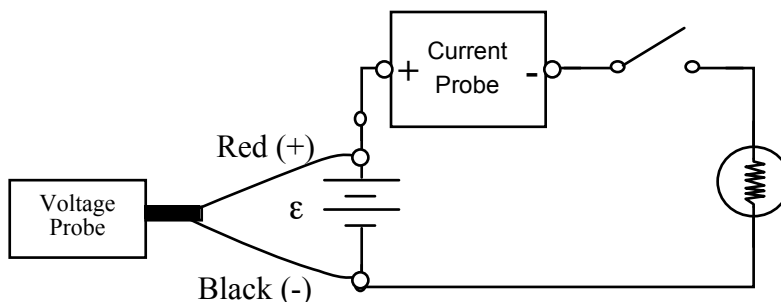 Current
+ Probe -
Red (+)
Voltage
Probe
ε
Black (-)